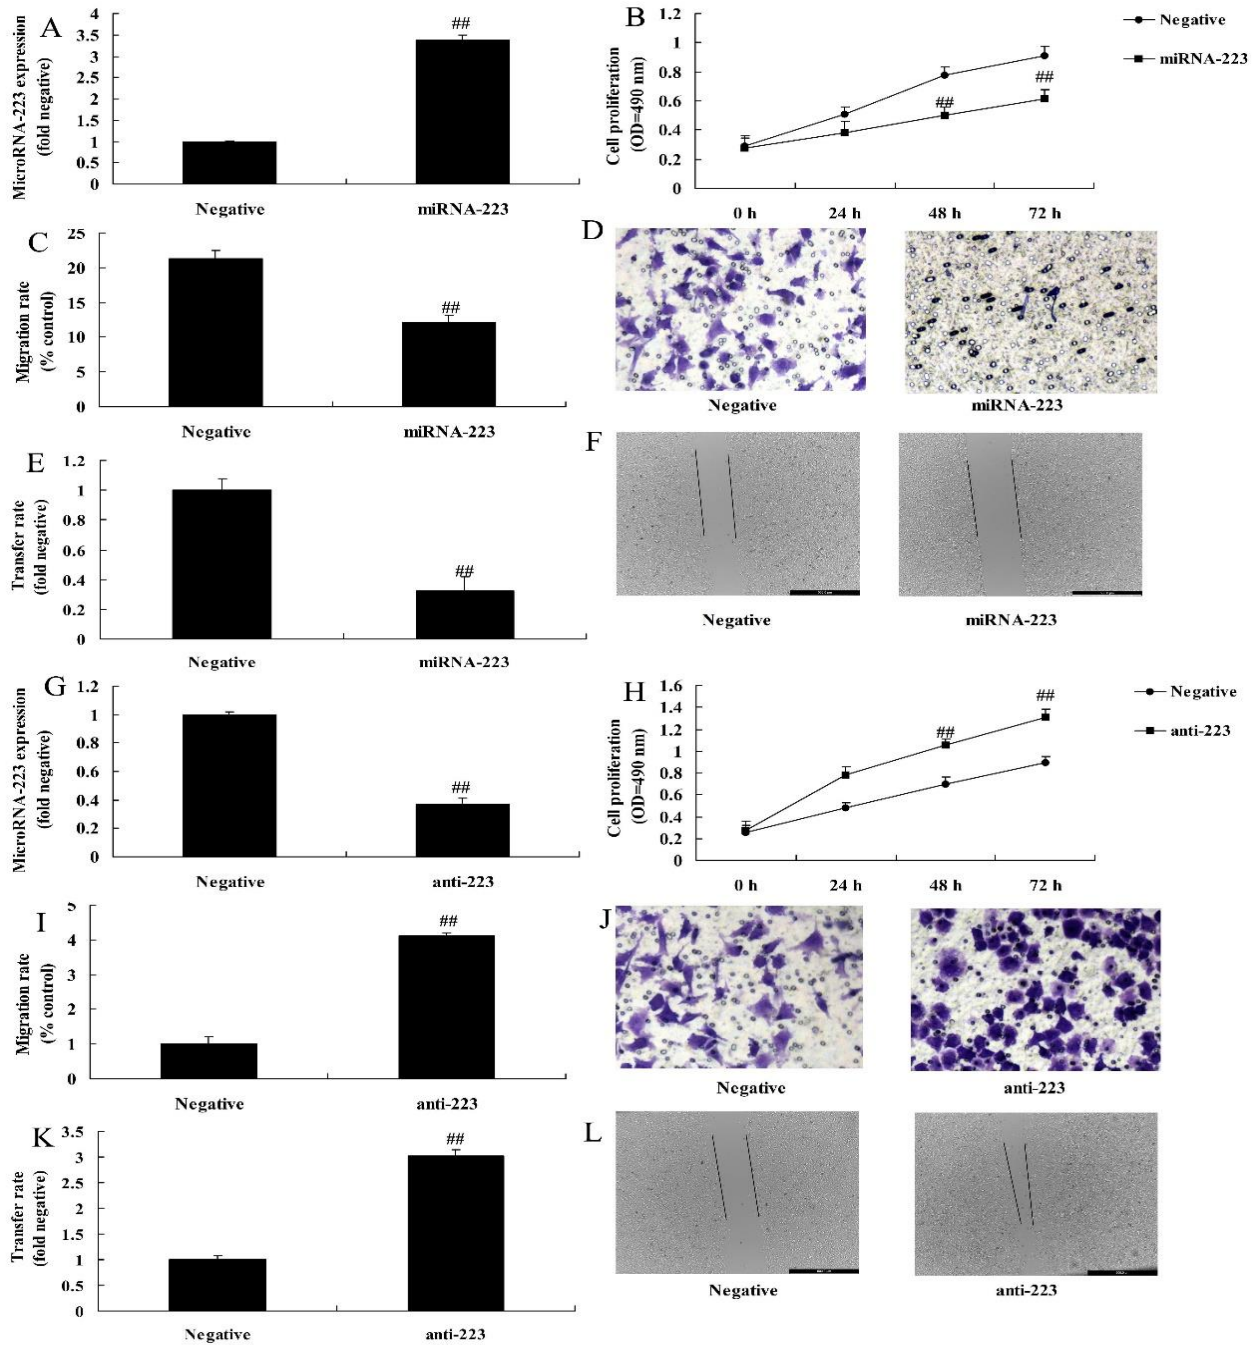 A
MicroRNA-223 expression
(fold negative)
4
3.5
3
2.5
2
1.5
1
0.5
0
##
Negative
miRNA-223
B
Cell proliferation
(OD=490 nm)
1.2
1
0.8
0.6
0.4
0.2
0
##
##
0 h
24 h
48 h
72 h
Negative
miRNA-223
C
Migration rate
(% control)
25
20
15
10
5
0
##
Negative
miRNA-223
D
Negative
miRNA-223
E
Transfer rate
(fold negative)
1.2
1
0.8
0.6
0.4
0.2
0
##
Negative
miRNA-223
F
Negative
miRNA-223
G
MicroRNA-223 expression
(fold negative)
1.2
1
0.8
0.6
0.4
0.2
0
##
Negative
anti-223
H
Cell proliferation
(OD=490 nm)
1.6
1.4
1.2
1
0.8
0.6
0.4
0.2
0
##
##
0 h
24 h
48 h
72 h
Negative
anti-223
I
Migration rate
(% control)
5
4
3
2
1
0
##
Negative
anti-223
J
Negative
anti-223
K
Transfer rate
(fold negative)
3.5
3
2.5
2
1.5
1
0.5
0
##
Negative
anti-223
L
Negative
anti-223